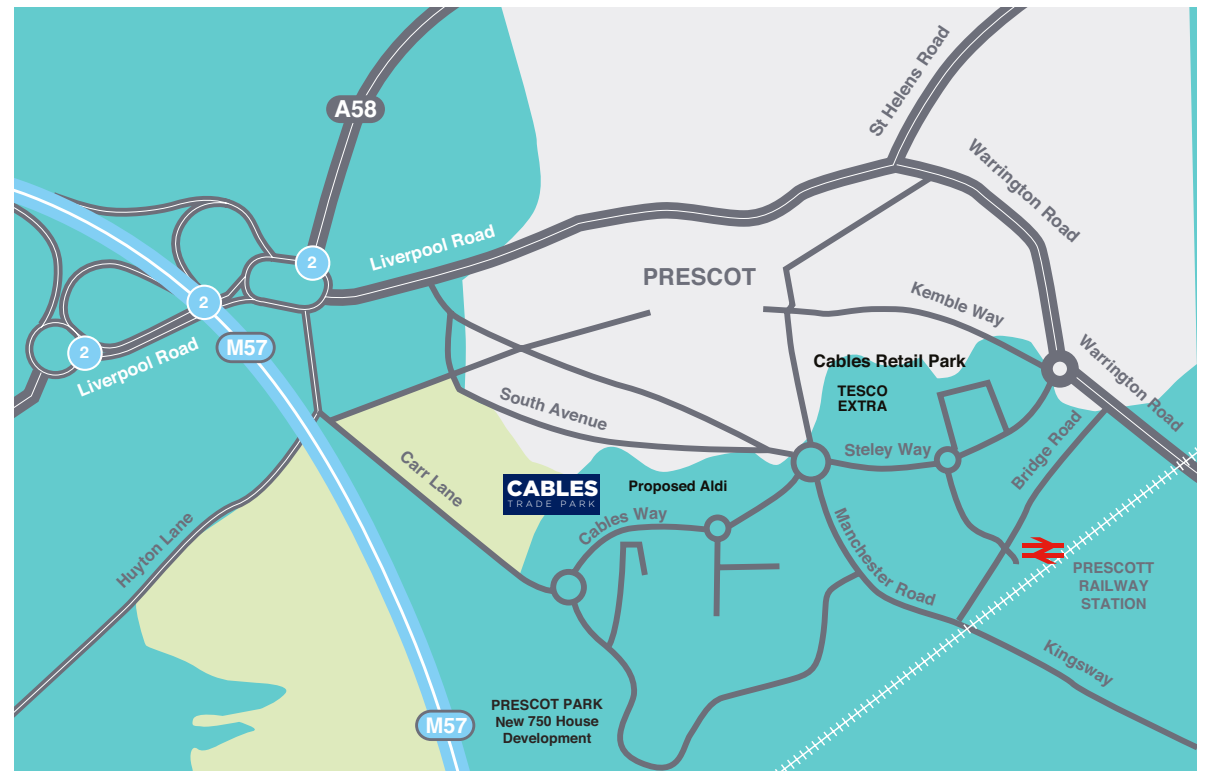 A58
St Helens Road
Warrington Road
Liverpool Road
2
PRESCOT
2
Kemble Way
M57
2
Liverpool Road
Cables Retail Park
Warrington Road
TESCO
EXTRA
South Avenue
Steley Way
Bridge Road
Carr Lane
CABLES
TRADE PARK
Proposed Aldi
Cables Way
Manchester Road
Huyton Lane
PRESCOTT
RAILWAY
STATION
Kingsway
PRESCOT PARK
New 750 House
Development
M57